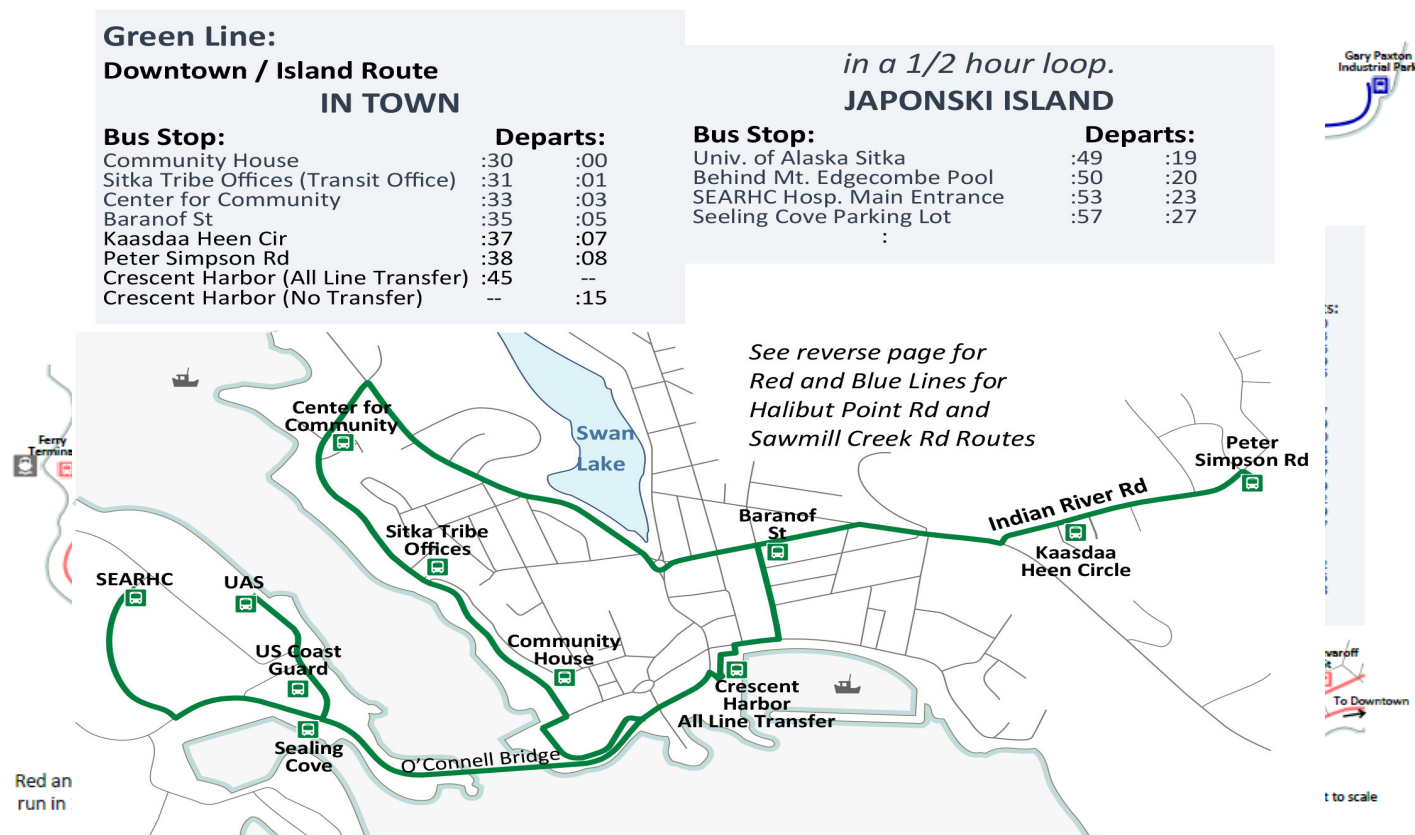 Green Line:
Downtown / Island Route
IN TOWN
Bus Stop: Departs:
Community House :30 :00
Sitka Tribe Offices (Transit Office) :31 :01
Center for Community :33 :03
Baranof St :35 :05
Kaasdaa Heen Cir :37 :07
Peter Simpson Rd :38 :08
Crescent Harbor (All Line Transfer) :45 --
Crescent Harbor (No Transfer) -- :15
in a 1/2 hour loop.
JAPONSKI ISLAND
Bus Stop: Departs:
Univ. of Alaska Sitka :49 :19
Behind Mt. Edgecombe Pool :50 :20
SEARHC Hosp. Main Entrance :53 :23
Seeling Cove Parking Lot :57 :27
:
Gary Paxton
Industrial Park
See reverse page for
Red and Blue Lines for
Halibut Point Rd and
Sawmill Creek Rd Routes
Center for
Community
Swan
Lake
Peter
Simpson Rd
Indian River Rd
Kaasdaa
Heen Circle
Baranof
St
Sitka Tribe
Offices
SEARHC
UAS
US Coast
Guard
Community
House
Crescent
Harbor
All Line Transfer
Sealing
Cove
O'Connell Bridge
Ferry
Termina
s:
varoff
t
To Downtown
Red an
run in
t to scale